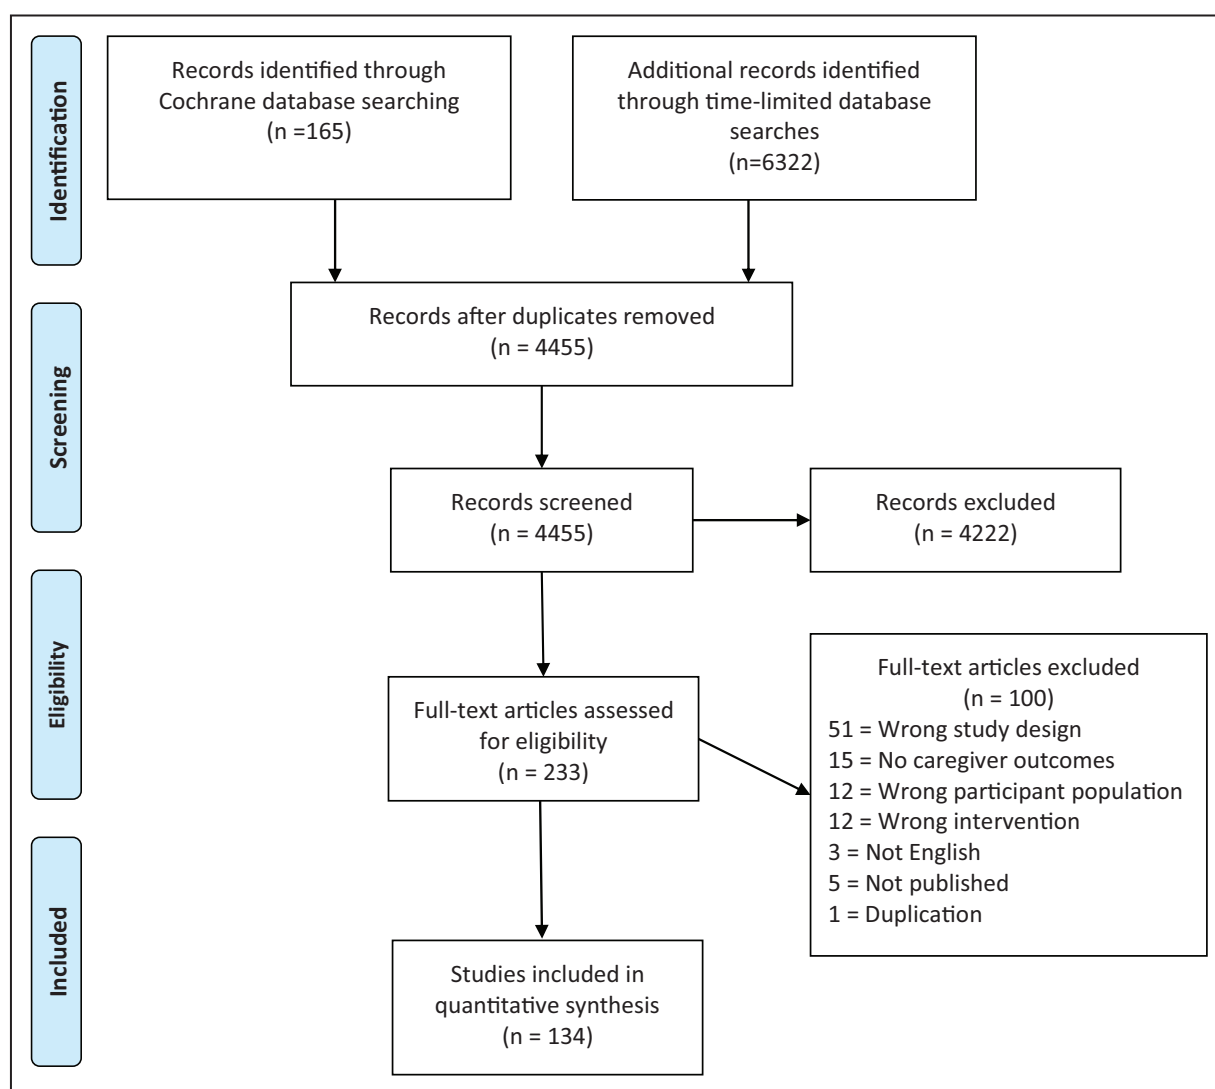 Identification
Records identified through
Cochrane database searching
(n =165)
Additional records identified
through time-limited database
searches
(n=6322)
Screening
Records after duplicates removed
(n = 4455)
Records screened
(n = 4455)
Records excluded
(n = 4222)
Eligibility
Full-text articles assessed
for eligibility
(n = 233)
Full-text articles excluded
(n = 100)
51 = Wrong study design
15 = No caregiver outcomes
12 = Wrong participant population
12 = Wrong intervention
3 = Not English
5 = Not published
1 = Duplication
Included
Studies included in
quantitative synthesis
(n = 134)